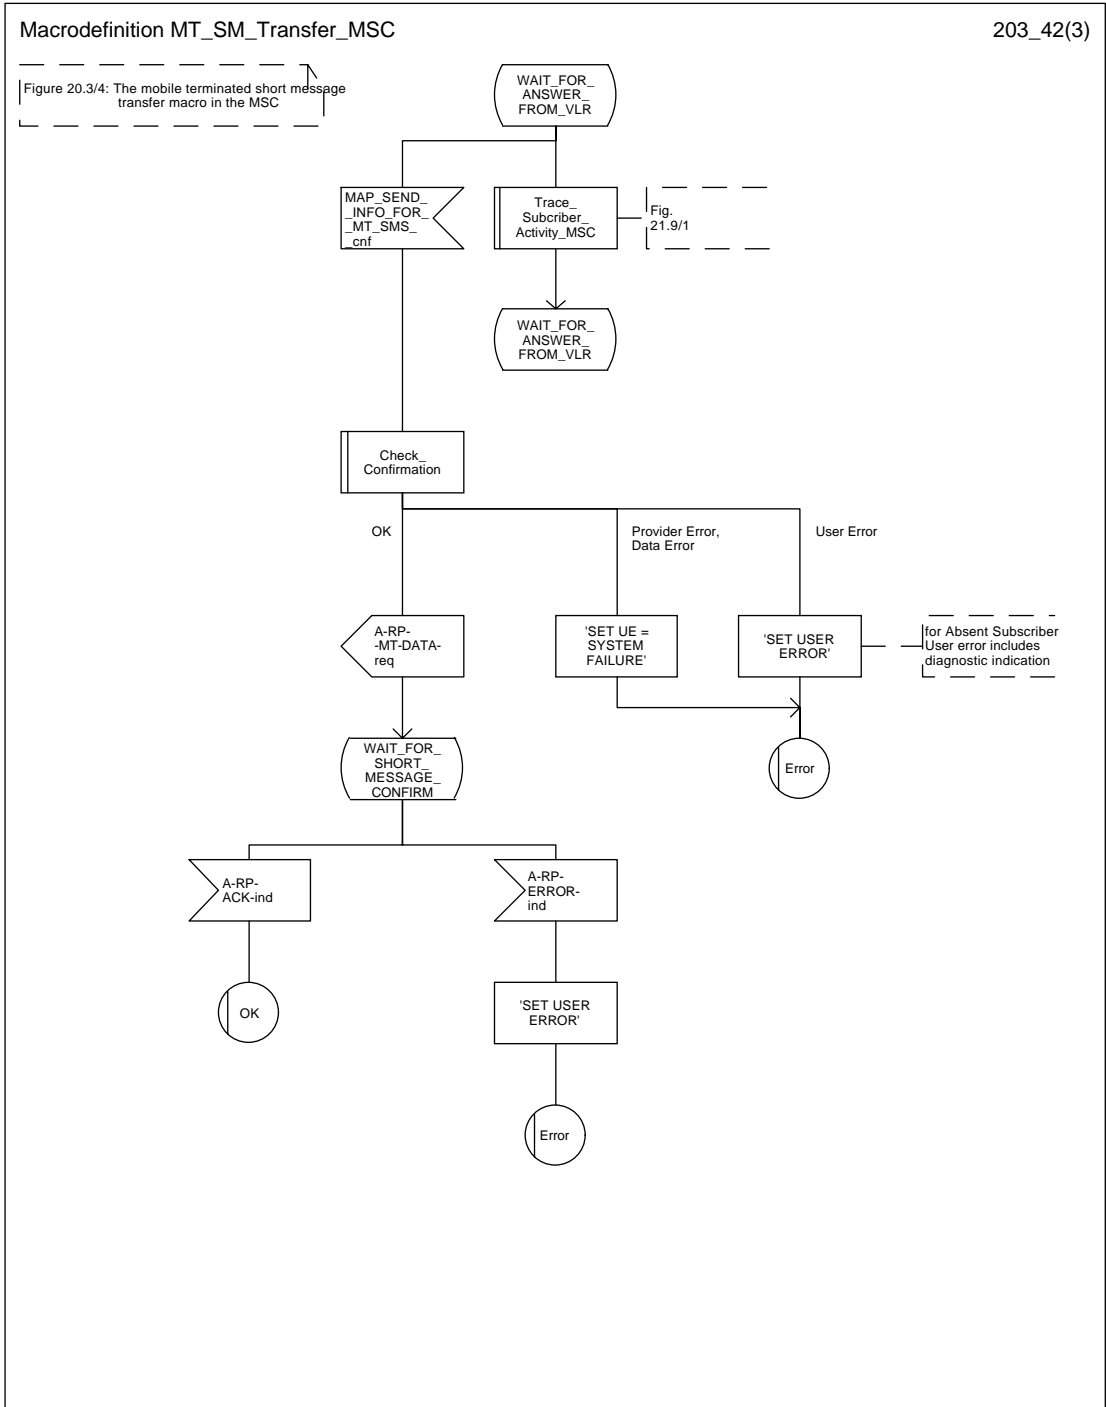 Macrodefinition MT_SM_Transfer_MSC
203_42(3)
Figure 20.3/4: The mobile terminated short message
transfer macro in the MSC
WAIT_FOR_
ANSWER_
FROM_VLR
MAP_SEND_
_INFO_FOR_
_MT_SMS_
_cnf
Trace_
Subcriber_
Activity_MSC
Fig.
21.9/1
WAIT_FOR_
ANSWER_
FROM_VLR
Check_
Confirmation
OK
Provider Error,
Data Error
User Error
A-RP-
-MT-DATA-
req
'SET UE =
SYSTEM
FAILURE'
'SET USER
ERROR'
for Absent Subscriber
User error includes
diagnostic indication
WAIT_FOR_
SHORT_
MESSAGE_
CONFIRM
Error
A-RP-
ACK-ind
A-RP-
ERROR-
ind
OK
'SET USER
ERROR'
Error